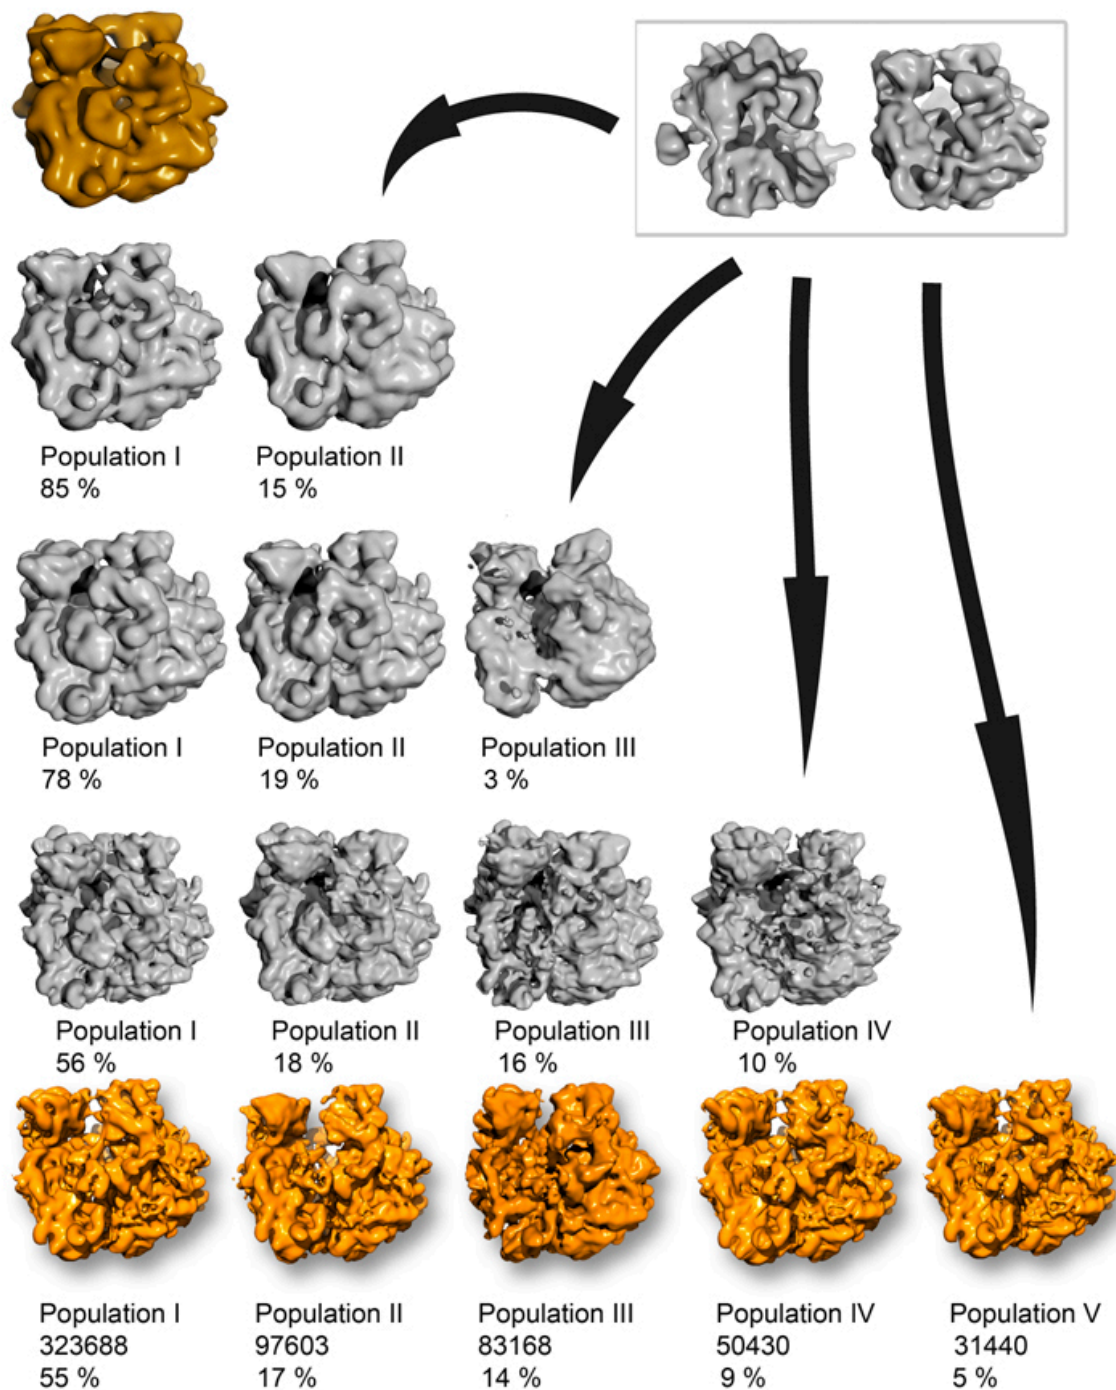 Population I
85 %
Population II
15 %
Population I
78 %
Population II
19 %
Population III
3 %
Population I
56 %
Population II
18 %
Population III
16 %
Population IV
10 %
Population I
323688
55 %
Population II
97603
17 %
Population III
83168
14 %
Population IV
50430
9 %
Population V
31440
5 %